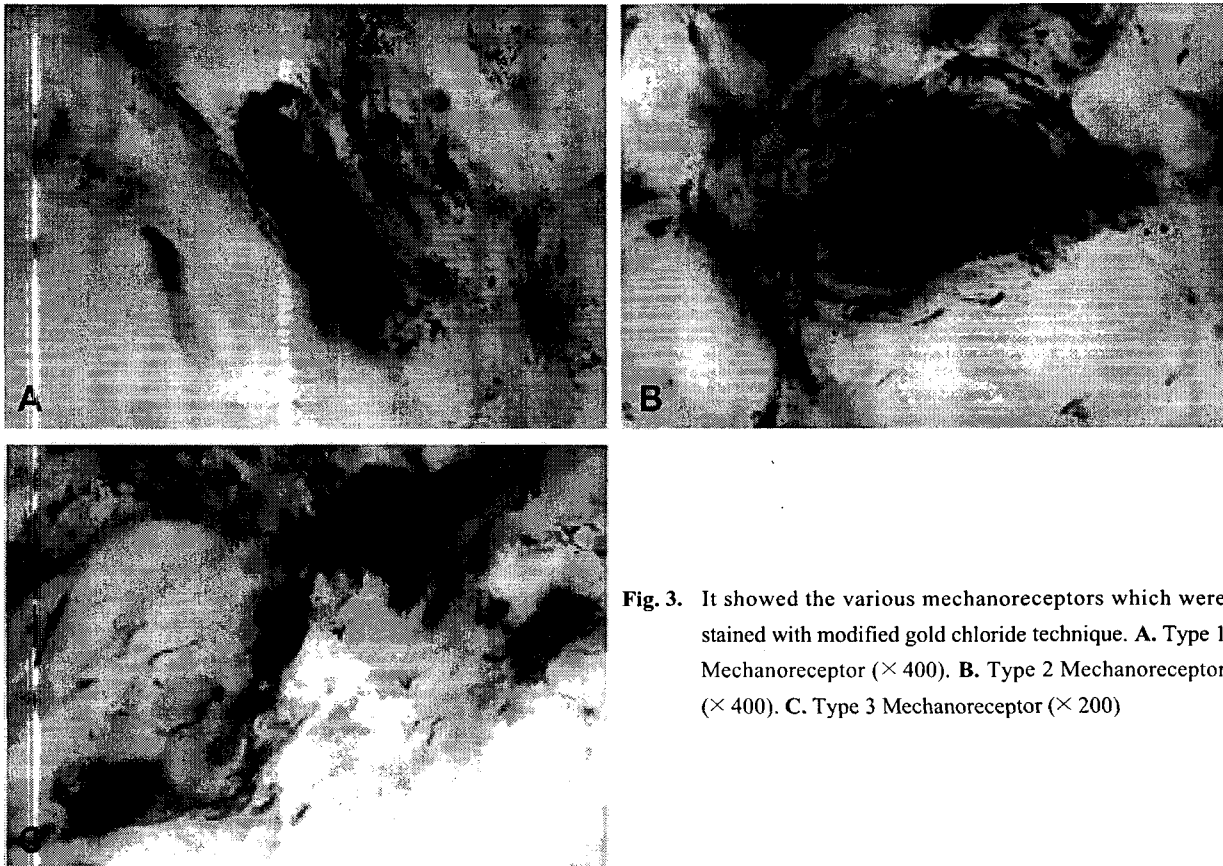 A
B
C
Fig. 3. It showed the various mechanoreceptors which were
stained with modified gold chloride technique. A. Type 1
Mechanoreceptor (× 400). B. Type 2 Mechanoreceptor
(× 400). C. Type 3 Mechanoreceptor (× 200)